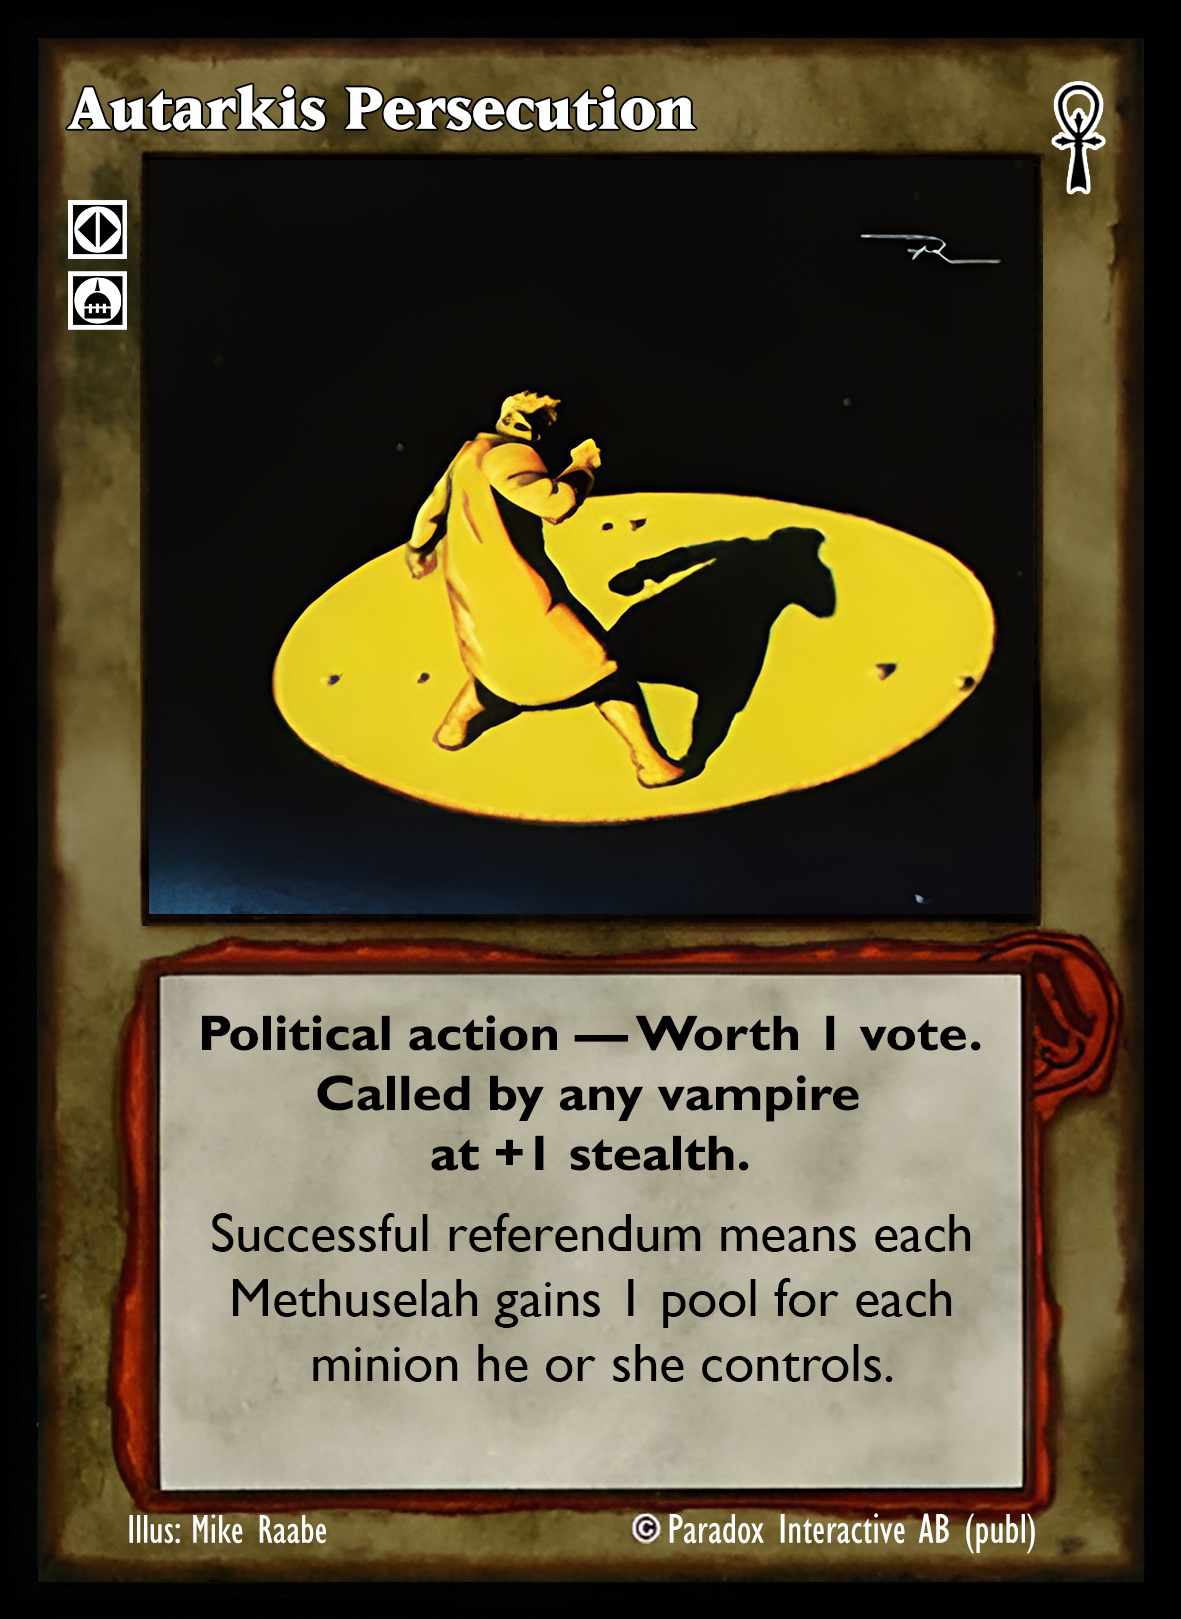 Autarkis Persecution
Political action — Worth 1 vote.
Called by any vampire
at +1 stealth.
Successful referendum means each
Methuselah gains 1 pool for each
minion he or she controls.
Illus: Mike Raabe
© Paradox Interactive AB (publ)